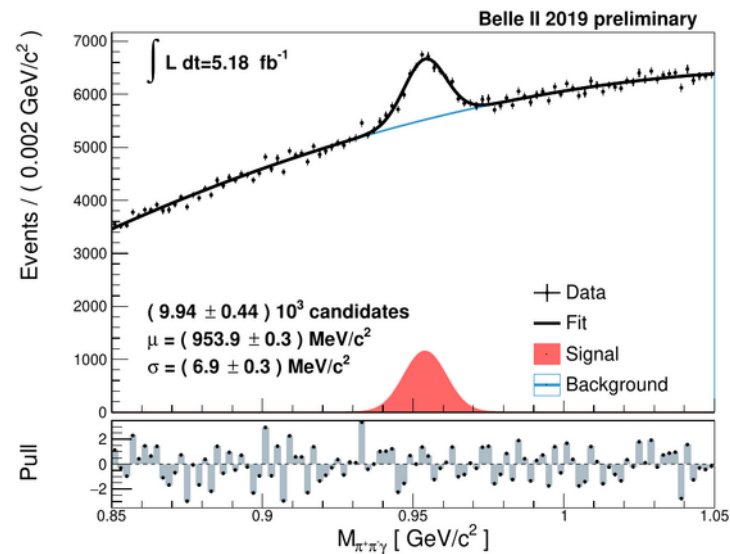 Belle II 2019 preliminary
∫ L dt=5.18 fb⁻¹
Events / ( 0.002 GeV/c² )
7000
6000
5000
4000
3000
2000
1000
0
( 9.94 ± 0.44 ) 10³ candidates
μ = ( 953.9 ± 0.3 ) MeV/c²
σ = ( 6.9 ± 0.3 ) MeV/c²
Data
Fit
Signal
Background
Pull
2
0
−2
0.85 0.9 0.95 1 1.05
M_π⁺π⁻γ [ GeV/c² ]